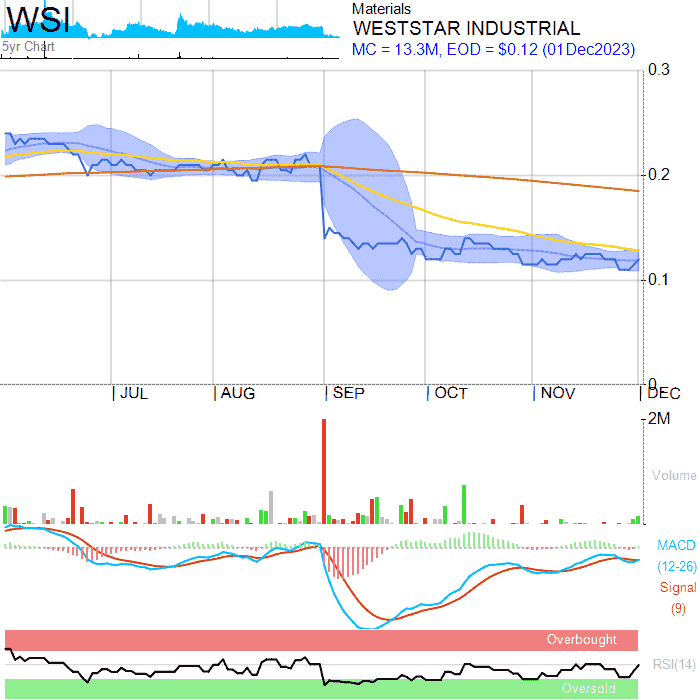 WSI
5yr Chart
Materials
WESTSTAR INDUSTRIAL
MC = 13.3M, EOD = $0.12 (01Dec2023)
0.3
0.2
0.1
0
JUL
AUG
SEP
OCT
NOV
DEC
2M
Volume
MACD
(12-26)
Signal
(9)
Overbought
RSI(14)
Oversold